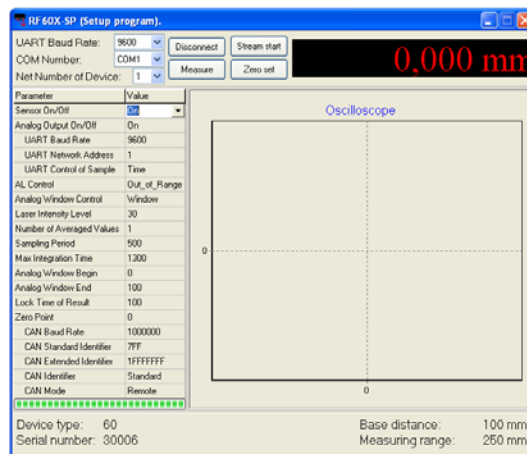 RF60X-SP (Setup program).
UART Baud Rate: 9600 Disconnect Stream start
COM Number: COM1
Net Number of Device: 1 Measure Zero set
0,000 mm
Parameter Value
Sensor On/Off On
Analog Output On/Off On
UART Baud Rate 9600
UART Network Address 1
UART Control of Sample Time
AL Control Out_of_Range
Analog Window Control Window
Laser Intensity Level 30
Number of Averaged Values 1
Sampling Period 500
Max Integration Time 1300
Analog Window Begin 0
Analog Window End 100
Lock Time of Result 100
Zero Point 0
CAN Baud Rate 1000000
CAN Standard Identifier 7FF
CAN Extended Identifier 1FFFFFFF
CAN Identifier Standard
CAN Mode Remote
Oscilloscope
0
0
Device type: 60
Serial number: 30006
Base distance: 100 mm
Measuring range: 250 mm